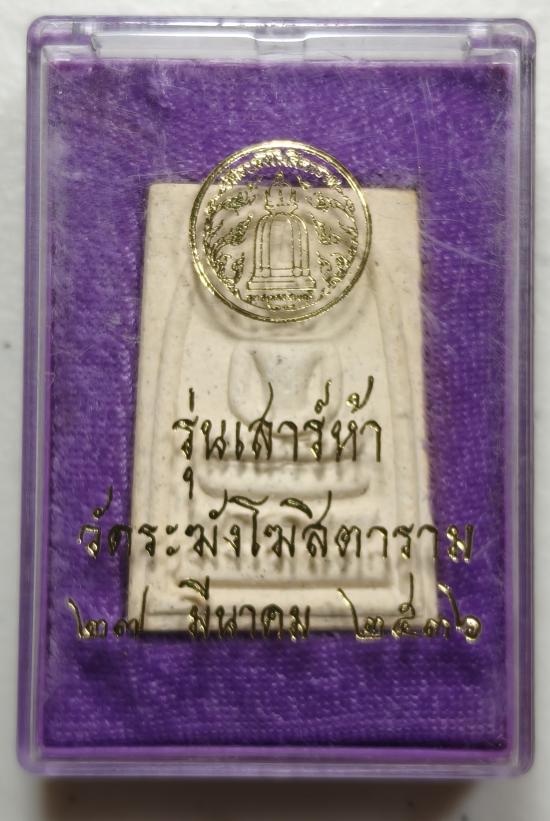 รุ่นเสาร์ห้า
วัดระฆังโฆสิตาราม
๒๗ มีนาคม ๒๕๓๖